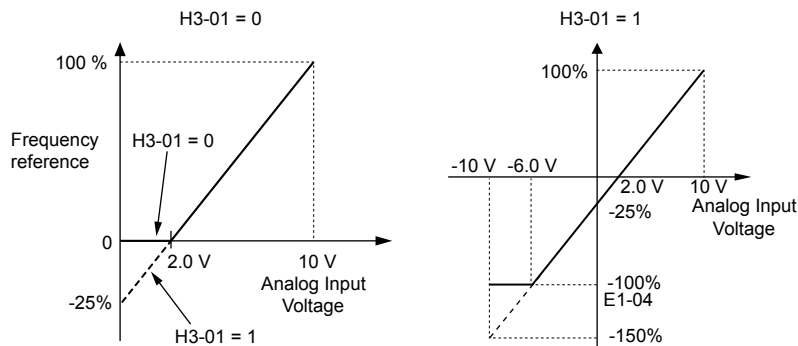 H3-01 = 0
100 %
Frequency
reference
H3-01 = 0
0
2.0 V
10 V
Analog Input
Voltage
-25%
H3-01 = 1
H3-01 = 1
100%
-10 V
-6.0 V
2.0 V
10 V
Analog Input
Voltage
-25%
-100%
E1-04
-150%